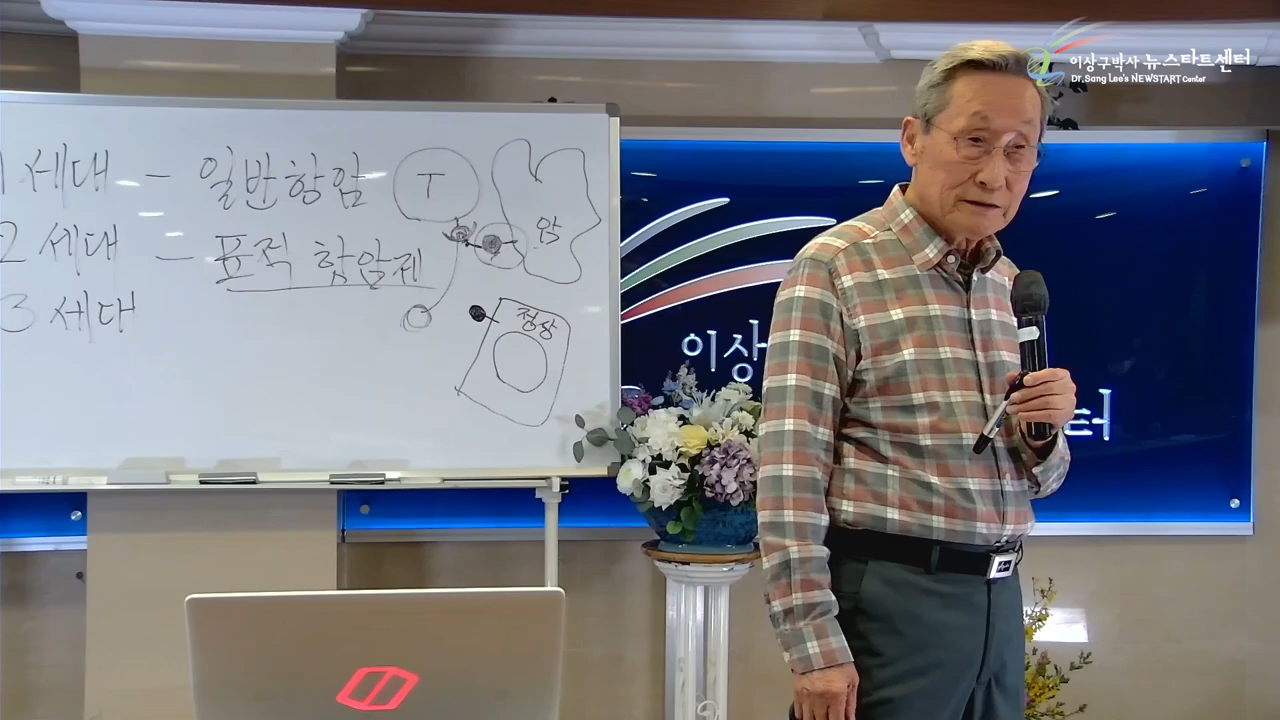 이상구박사 뉴스타트센터
Dr.Sang Lee's NEWSTART Center
1 세대 - 일반항암
2 세대 - 표적 항암제
3 세대
T
암
정상
이상
터